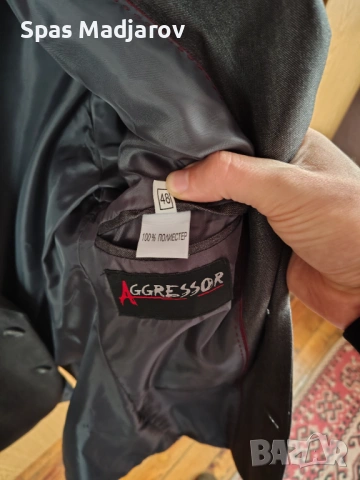 Spas Madjarov
48
100% ПОЛИЕСТЕР
AGGRESSOR
BAZAR